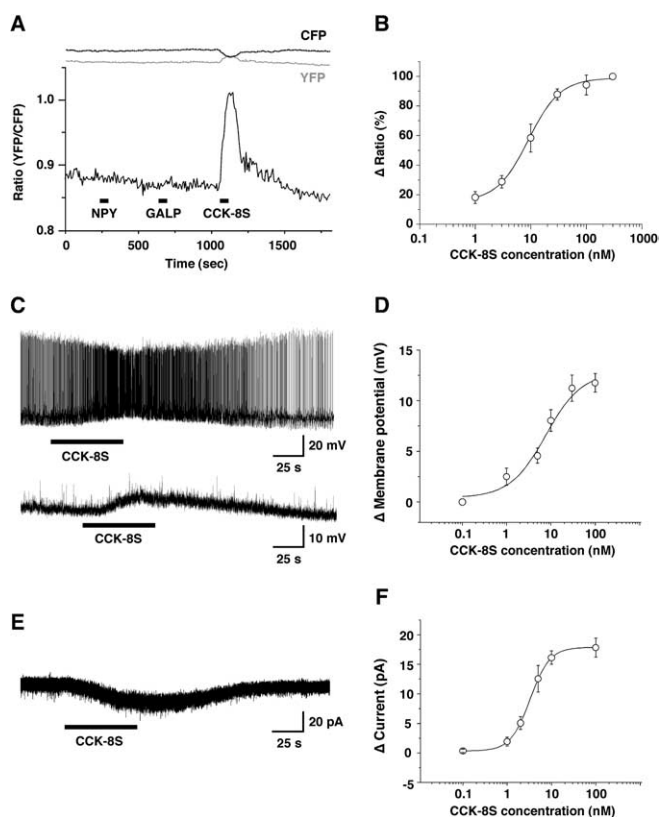 A
CFP
YFP
Ratio (YFP/CFP)
1.0
0.9
0.8
NPY GALP CCK-8S
0 500 1000 1500
Time (sec)
B
Δ Ratio (%)
100
80
60
40
20
0
0.1 1 10 100 1000
CCK-8S concentration (nM)
C
CCK-8S
20 mV
25 s
CCK-8S
10 mV
25 s
D
Δ Membrane potential (mV)
15
10
5
0
0.1 1 10 100
CCK-8S concentration (nM)
E
CCK-8S
20 pA
25 s
F
Δ Current (pA)
20
15
10
5
0
-5
0.1 1 10 100
CCK-8S concentration (nM)